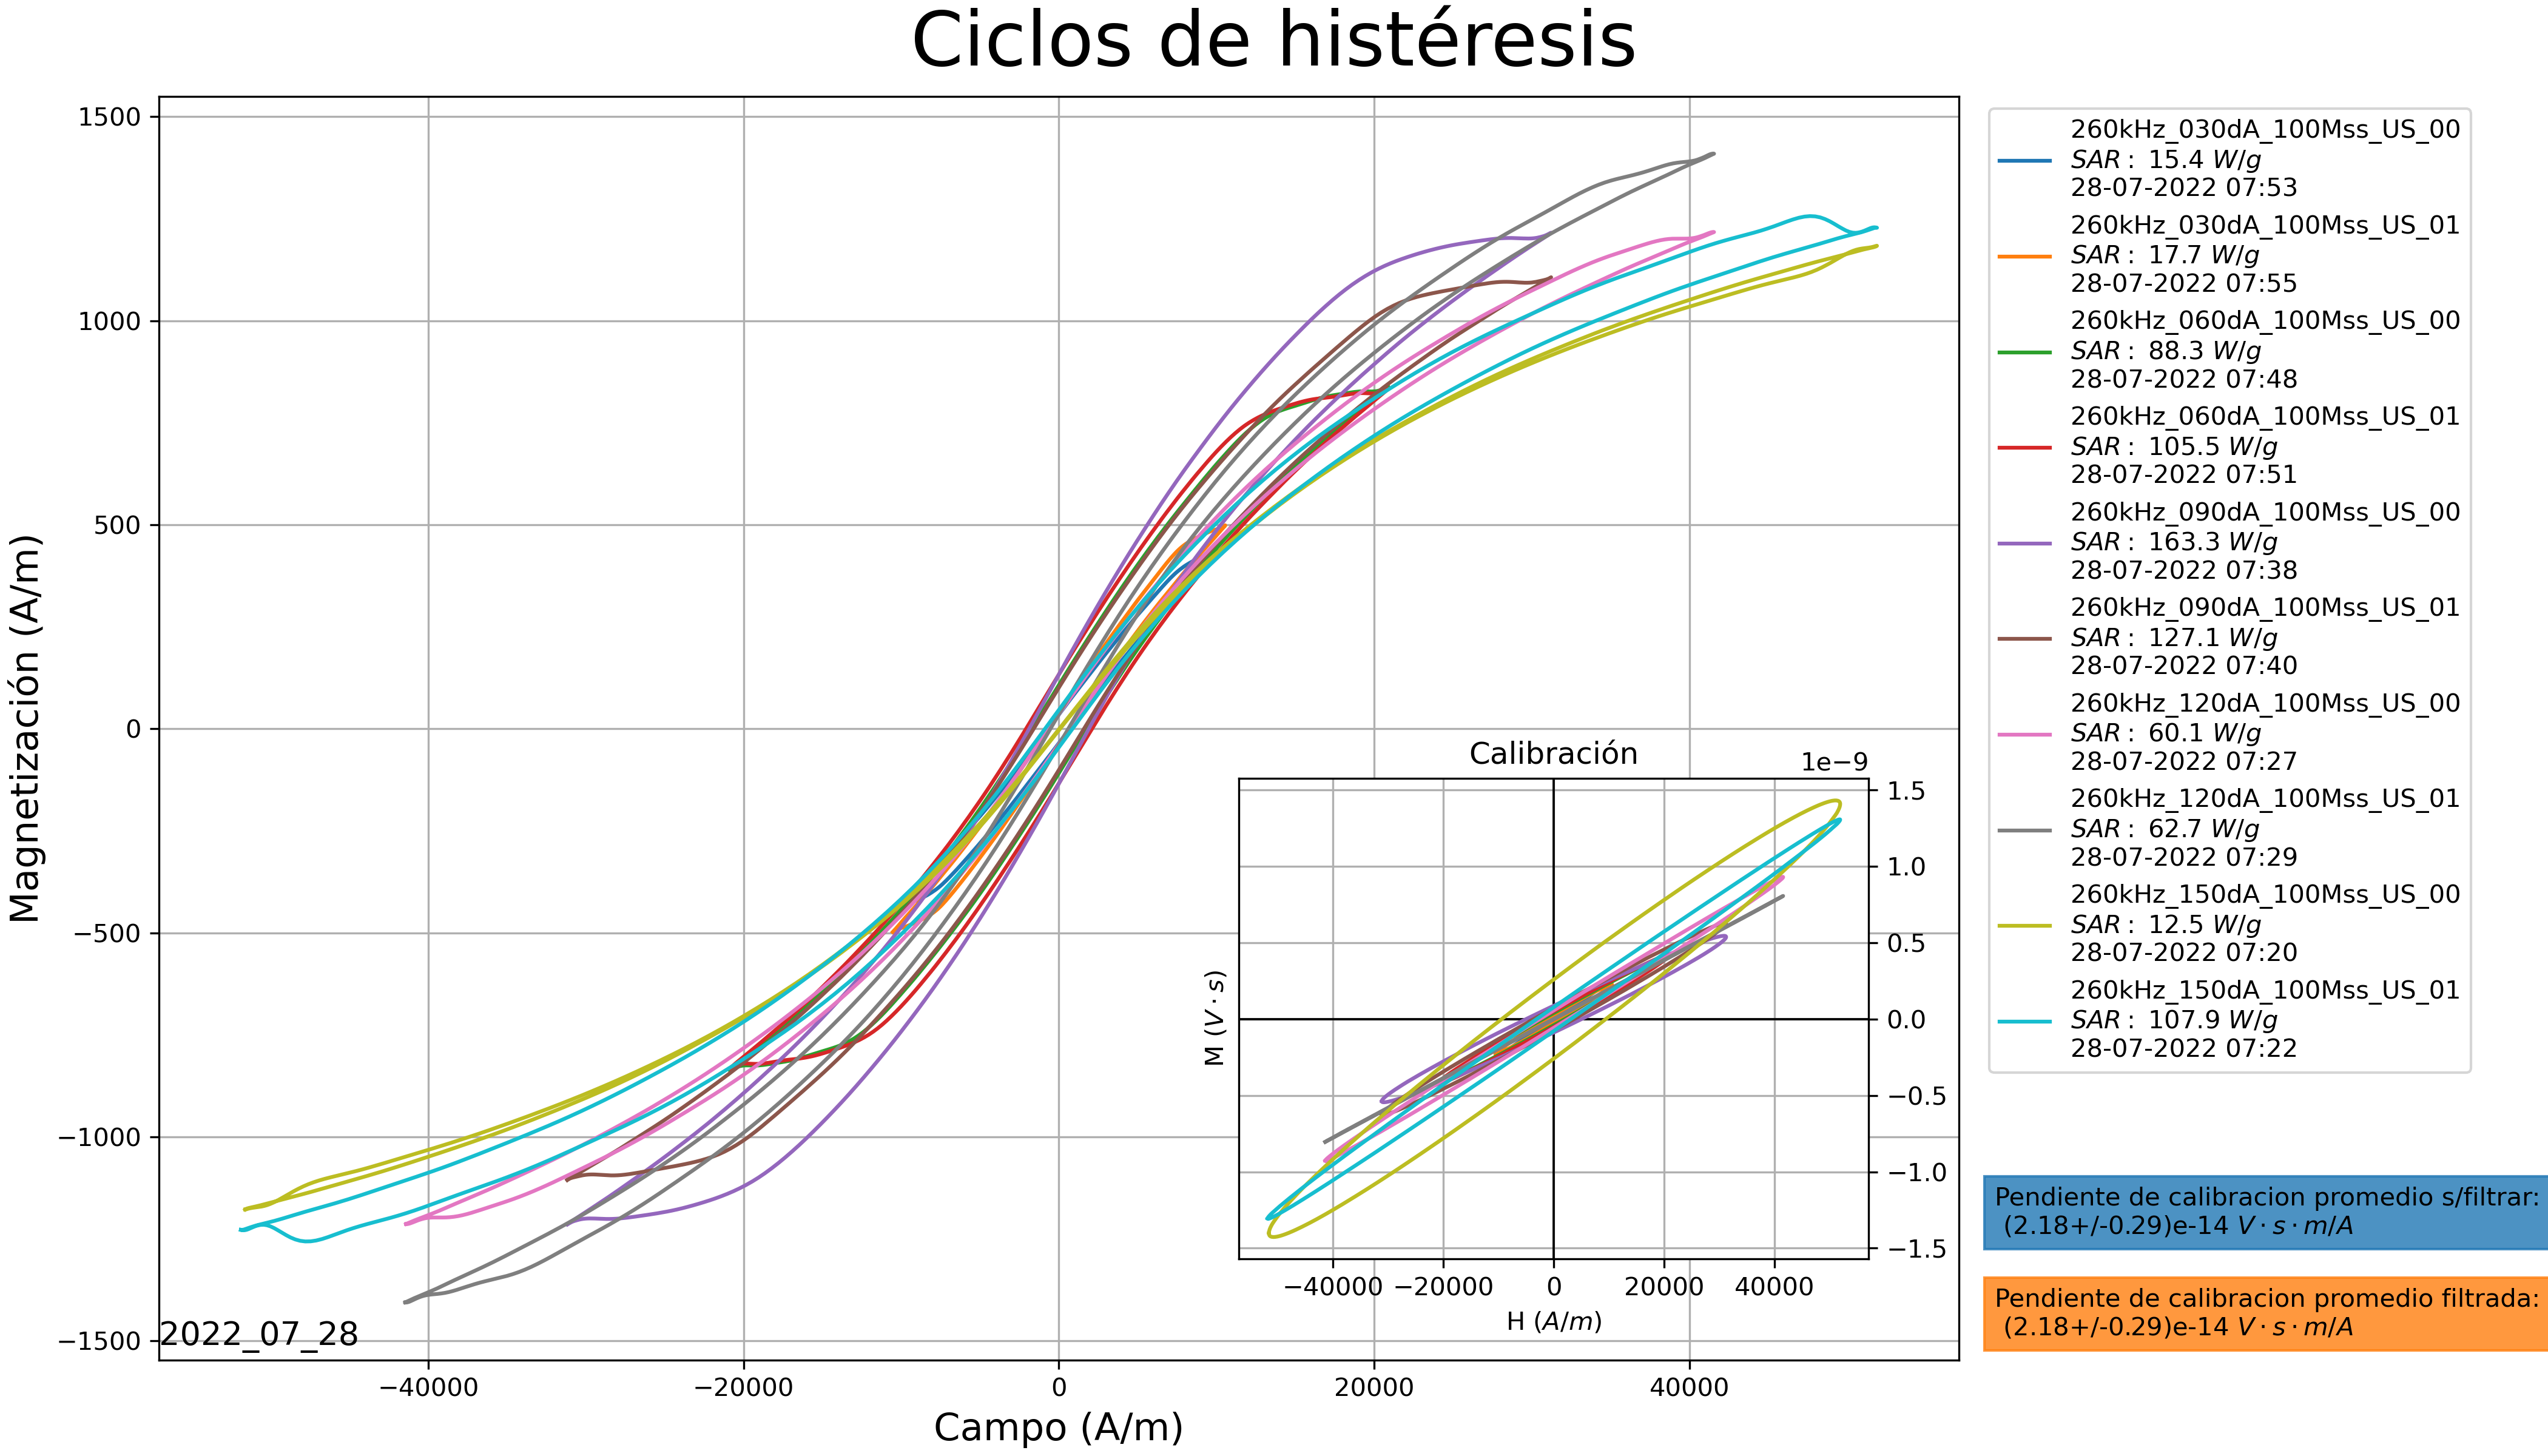 Ciclos de histéresis
1500
1000
500
0
−500
−1000
−1500
Magnetización (A/m)
−40000
−20000
0
20000
40000
Campo (A/m)
2022_07_28
Calibración
1e−9
1.5
1.0
0.5
0.0
−0.5
−1.0
−1.5
M (V · s)
−40000
−20000
0
20000
40000
H (A/m)
260kHz_030dA_100Mss_US_00
SAR : 15.4 W/g
28-07-2022 07:53
260kHz_030dA_100Mss_US_01
SAR : 17.7 W/g
28-07-2022 07:55
260kHz_060dA_100Mss_US_00
SAR : 88.3 W/g
28-07-2022 07:48
260kHz_060dA_100Mss_US_01
SAR : 105.5 W/g
28-07-2022 07:51
260kHz_090dA_100Mss_US_00
SAR : 163.3 W/g
28-07-2022 07:38
260kHz_090dA_100Mss_US_01
SAR : 127.1 W/g
28-07-2022 07:40
260kHz_120dA_100Mss_US_00
SAR : 60.1 W/g
28-07-2022 07:27
260kHz_120dA_100Mss_US_01
SAR : 62.7 W/g
28-07-2022 07:29
260kHz_150dA_100Mss_US_00
SAR : 12.5 W/g
28-07-2022 07:20
260kHz_150dA_100Mss_US_01
SAR : 107.9 W/g
28-07-2022 07:22
Pendiente de calibracion promedio s/filtrar:
(2.18+/-0.29)e-14 V · s · m/A
Pendiente de calibracion promedio filtrada:
(2.18+/-0.29)e-14 V · s · m/A